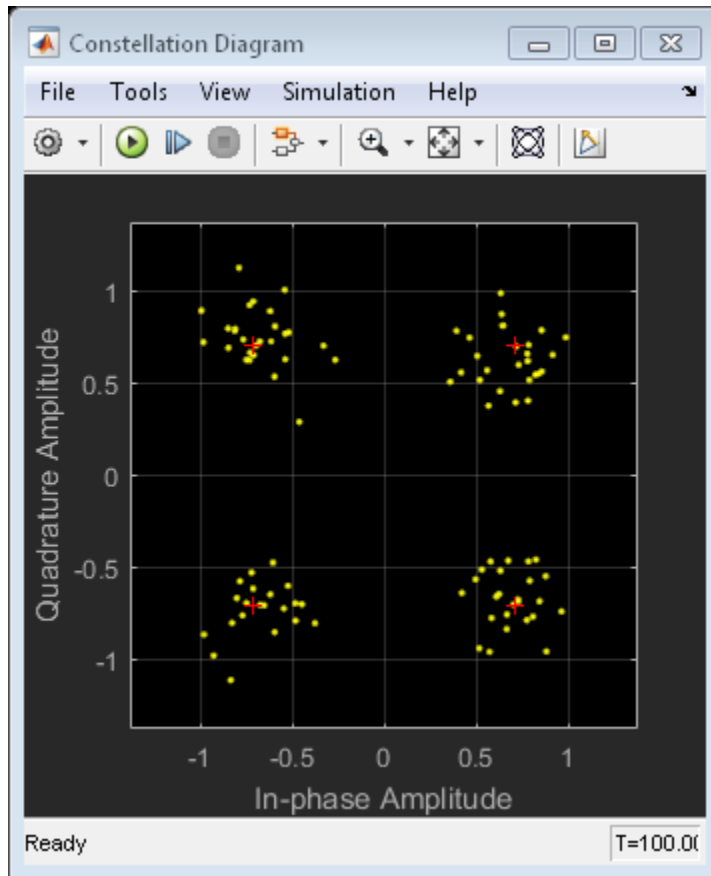 Constellation Diagram
File Tools View Simulation Help
1
0.5
0
-0.5
-1
Quadrature Amplitude
-1 -0.5 0 0.5 1
In-phase Amplitude
Ready T=100.00